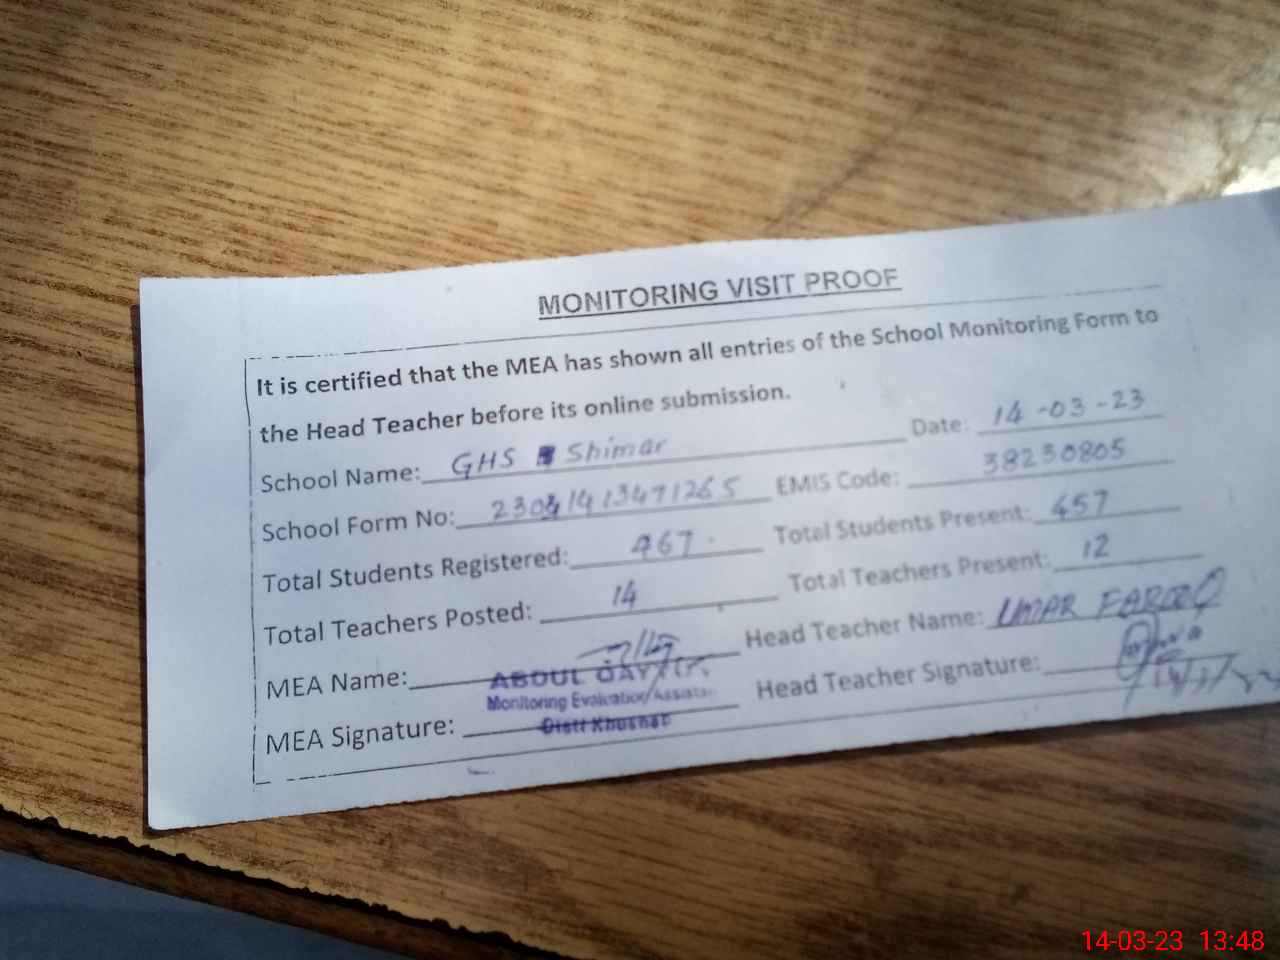 MONITORING VISIT PROOF
It is certified that the MEA has shown all entries of the School Monitoring Form to
the Head Teacher before its online submission.
School Name: GHS Shimar Date: 14-03-23
School Form No: EMIS Code: 38230805
Total Students Registered: 467 Total Students Present: 457
Total Teachers Posted: 14 Total Teachers Present: 12
MEA Name: ABDUL QAYYUM Head Teacher Name: UMAR FAROOQ
Monitoring Evaluation Assistant
MEA Signature: Distt Khushab Head Teacher Signature:
14-03-23 13:48